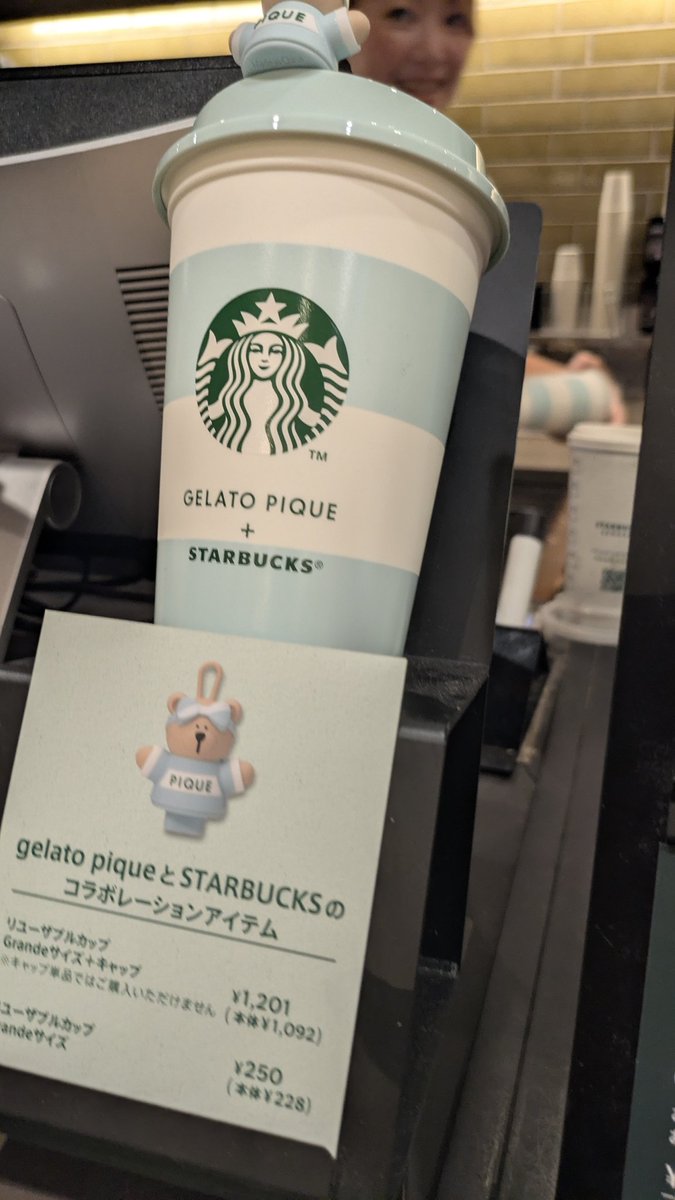 PIQUE
TM
GELATO PIQUE
+
STARBUCKS®
PIQUE
gelato piqueとSTARBUCKSの
コラボレーションアイテム
リユーザブルカップ
Grandeサイズ+キャップ
※キャップ単品ではご購入いただけません
¥1,201
(本体¥1,092)
ユーザブルカップ
randeサイズ
¥250
(本体¥228)